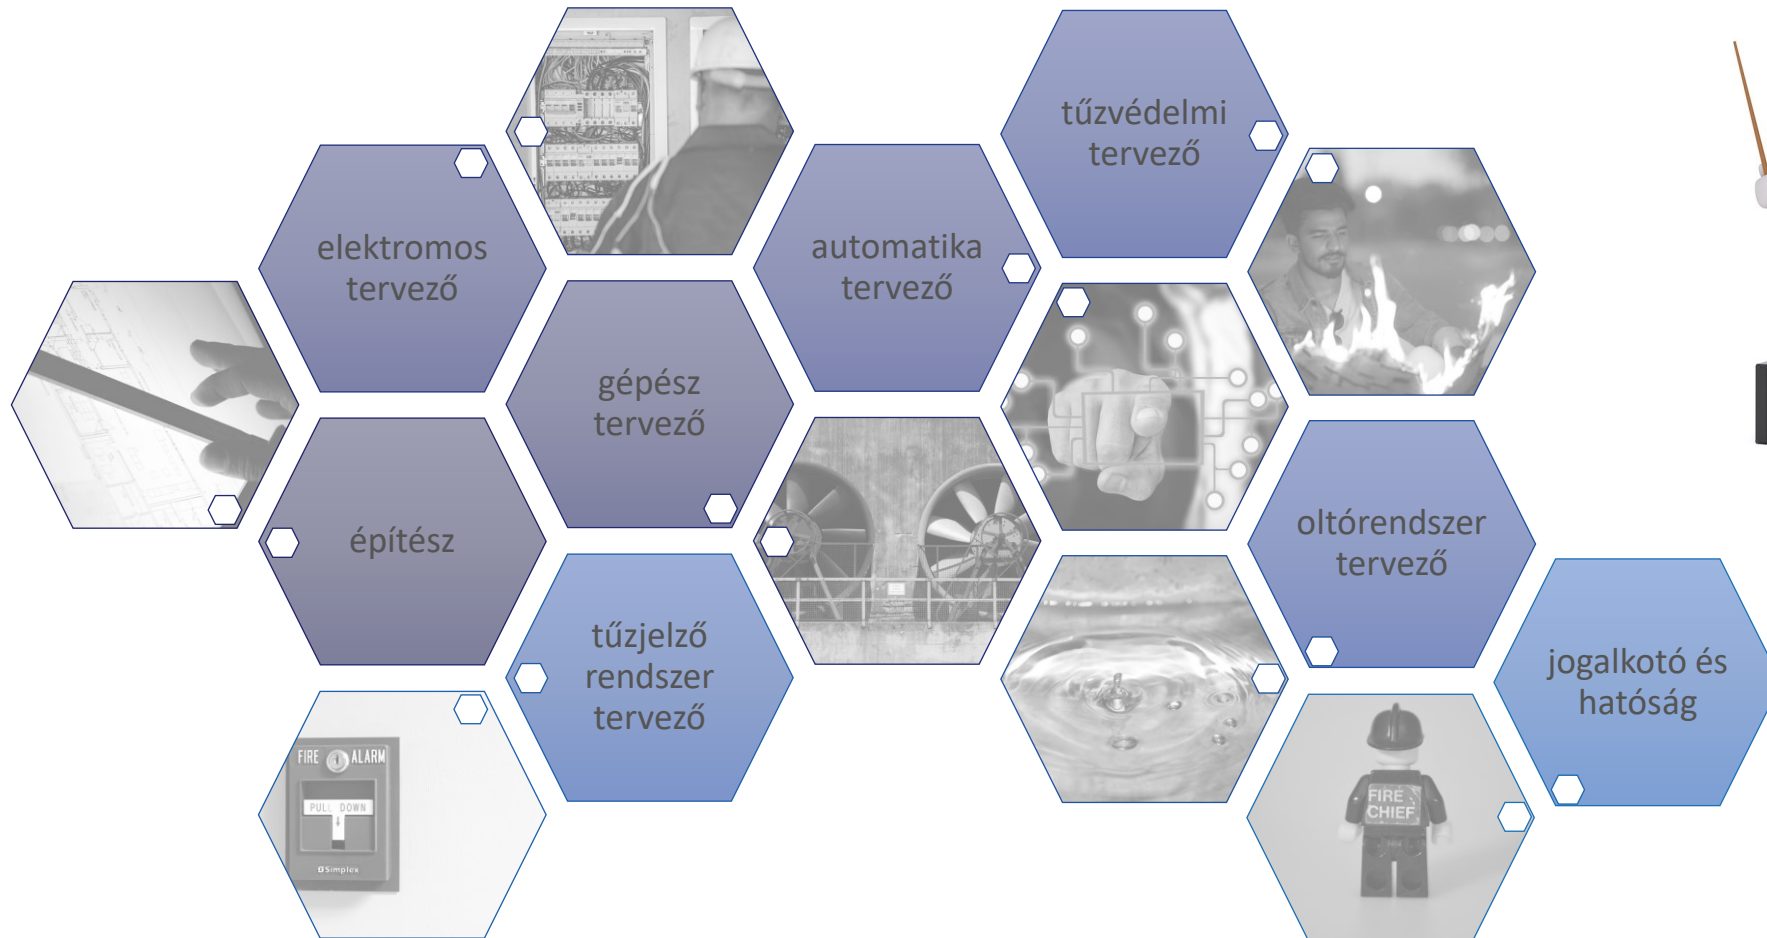 tűzvédelmi
tervező
elektromos
tervező
automatika
tervező
gépész
tervező
építész
oltórendszer
tervező
tűzjelző
rendszer
tervező
jogalkotó és
hatóság
FIRE ALARM
PULL DOWN
Simplex
FIRE
CHIEF